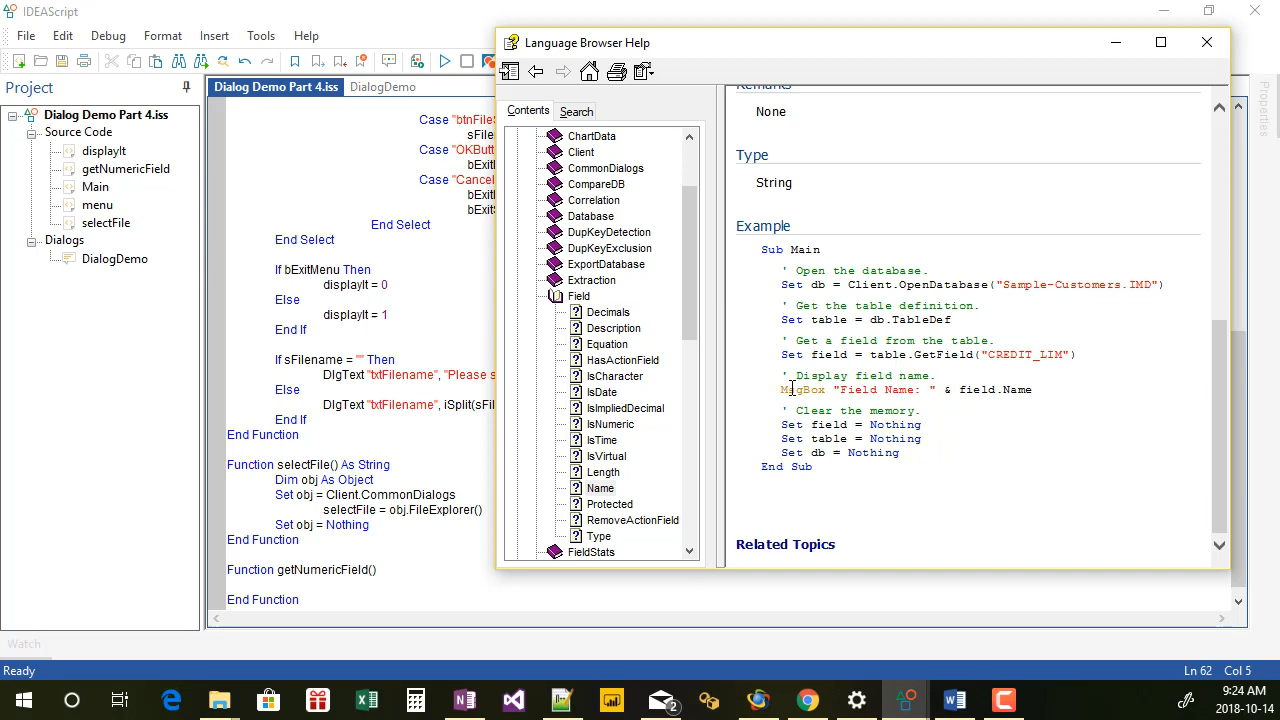 IDEAScript
File Edit Debug Format Insert Tools Help
Project
Dialog Demo Part 4.iss
Source Code
displayIt
getNumericField
Main
menu
selectFile
Dialogs
DialogDemo
Dialog Demo Part 4.iss DialogDemo
Case "btnFileS
sFile
Case "OKButt
bExit
Case "Cancel
bExit
bExitS
End Select
End Select
If bExitMenu Then
displayIt = 0
Else
displayIt = 1
End If
If sFilename = "" Then
DlgText "txtFilename", "Please s
Else
DlgText "txtFilename", iSplit(sFil
End If
End Function
Function selectFile() As String
Dim obj As Object
Set obj = Client.CommonDialogs
selectFile = obj.FileExplorer()
Set obj = Nothing
End Function
Function getNumericField()
End Function
Language Browser Help
Contents Search
ChartData
Client
CommonDialogs
CompareDB
Correlation
Database
DupKeyDetection
DupKeyExclusion
ExportDatabase
Extraction
Field
Decimals
Description
Equation
HasActionField
IsCharacter
IsDate
IsImpliedDecimal
IsNumeric
IsTime
IsVirtual
Length
Name
Protected
RemoveActionField
Type
FieldStats
Remarks
None
Type
String
Example
Sub Main
' Open the database.
Set db = Client.OpenDatabase("Sample-Customers.IMD")
' Get the table definition.
Set table = db.TableDef
' Get a field from the table.
Set field = table.GetField("CREDIT_LIM")
' Display field name.
MsgBox "Field Name: " & field.Name
' Clear the memory.
Set field = Nothing
Set table = Nothing
Set db = Nothing
End Sub
Related Topics
Properties
Watch
Ready
Ln 62 Col 5
2
9:24 AM
2018-10-14